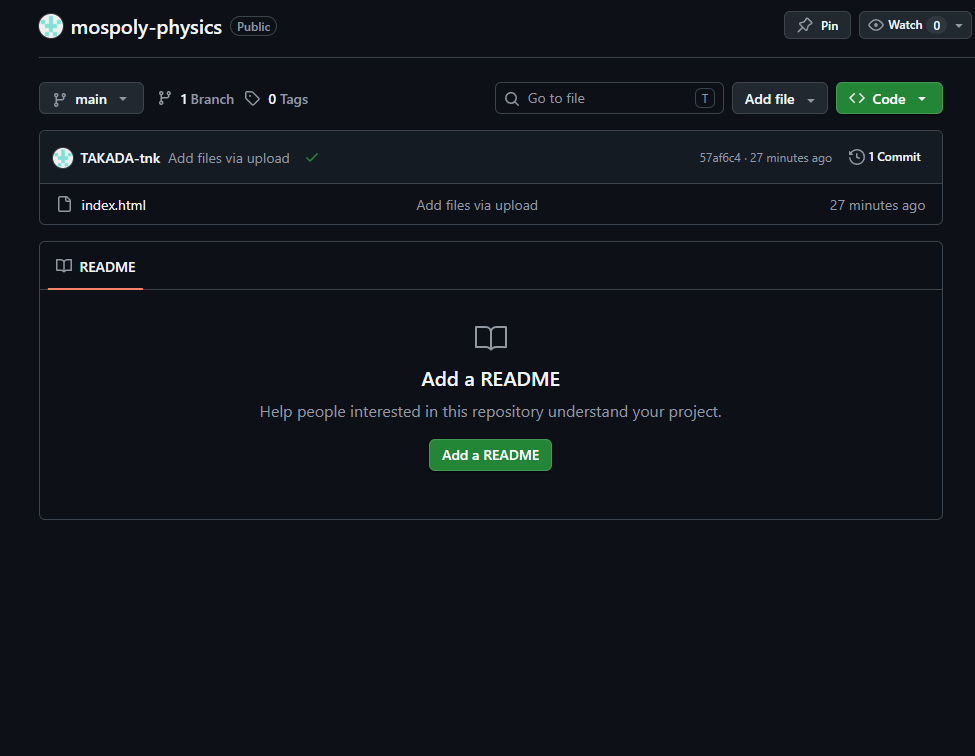 mospoly-physics Public Pin Watch 0
main 1 Branch 0 Tags Go to file T Add file Code
TAKADA-tnk Add files via upload 57af6c4 · 27 minutes ago 1 Commit
index.html Add files via upload 27 minutes ago
README
Add a README
Help people interested in this repository understand your project.
Add a README